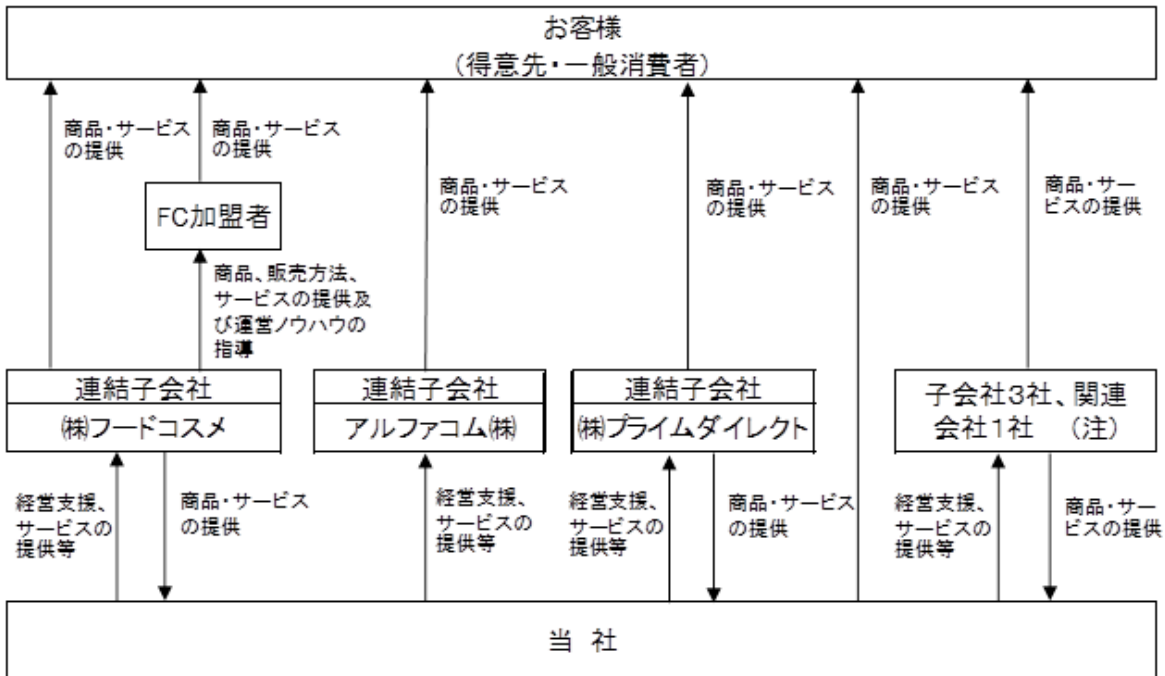 お客様
(得意先・一般消費者)
商品・サービス
の提供
商品・サービス
の提供
商品・サービス
の提供
商品・サービス
の提供
商品・サービス
の提供
商品・サー
ビスの提供
FC加盟者
商品、販売方法、
サービスの提供及
び運営ノウハウの
指導
連結子会社
㈱フードコスメ
連結子会社
アルファコム㈱
連結子会社
㈱プライムダイレクト
子会社3社、関連
会社1社 (注)
経営支援、
サービスの
提供等
商品・サービス
の提供
経営支援、
サービスの
提供等
経営支援、
サービスの
提供等
商品・サービス
の提供
経営支援、
サービスの
提供等
商品・サー
ビスの提供
当 社